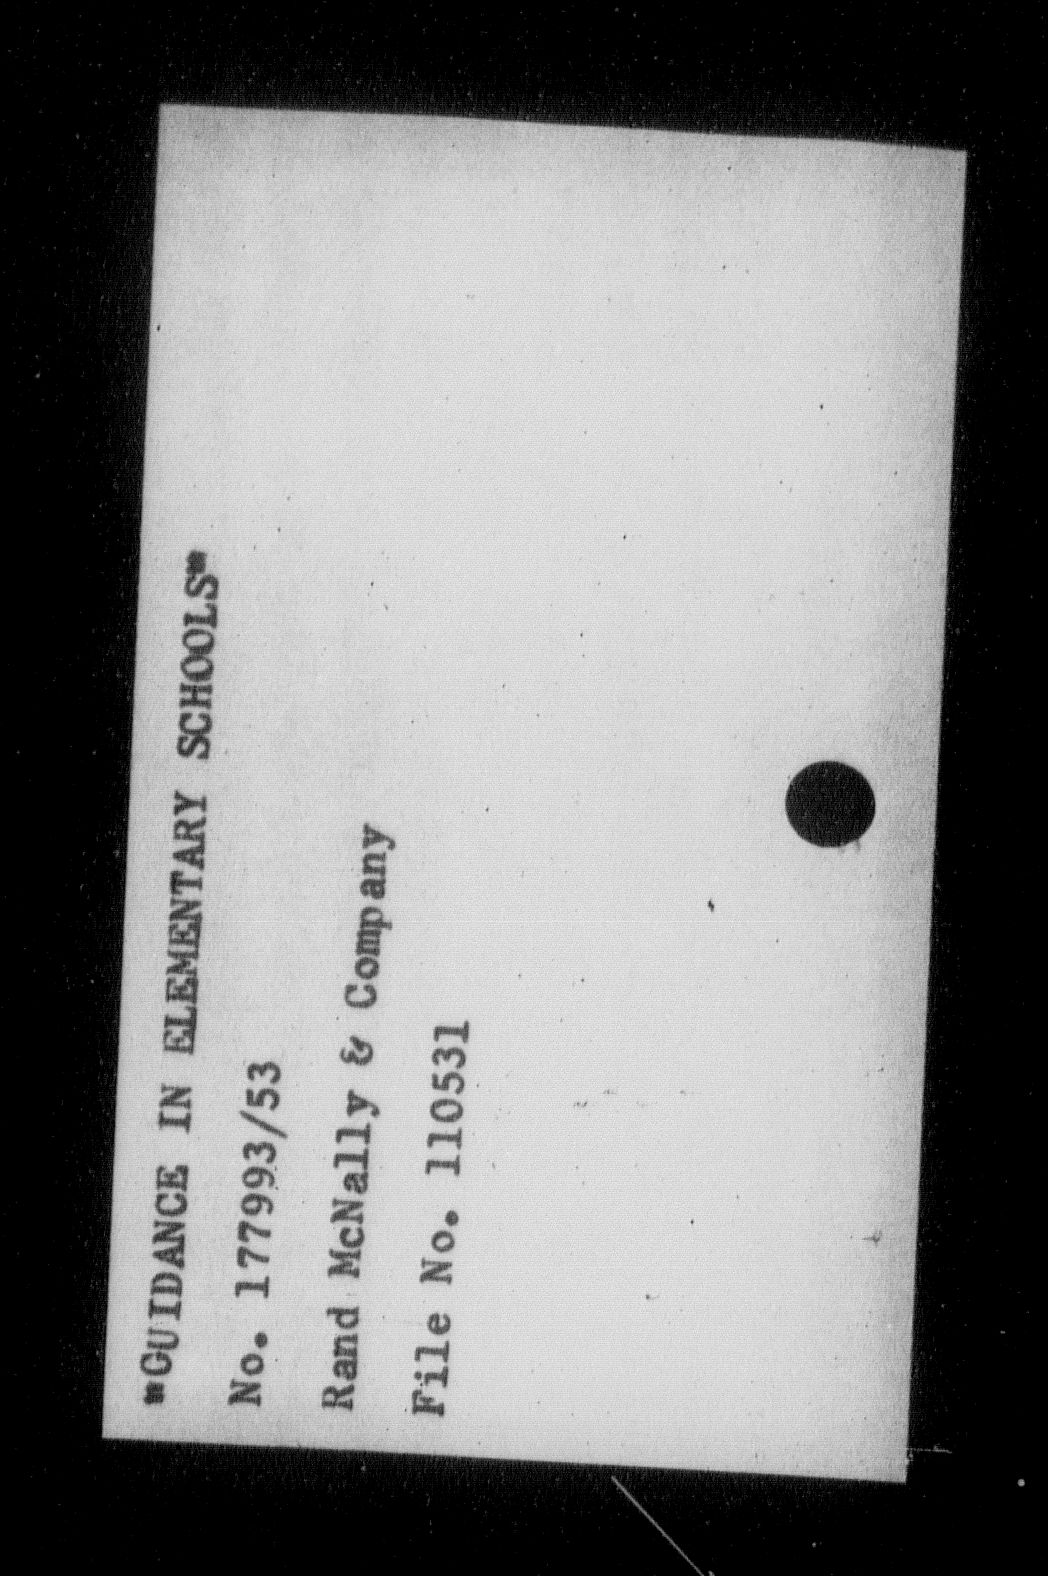 "GUIDANCE IN ELEMENTARY SCHOOLS"
No. 177993/53
Rand McNally & Company
File No. 110531